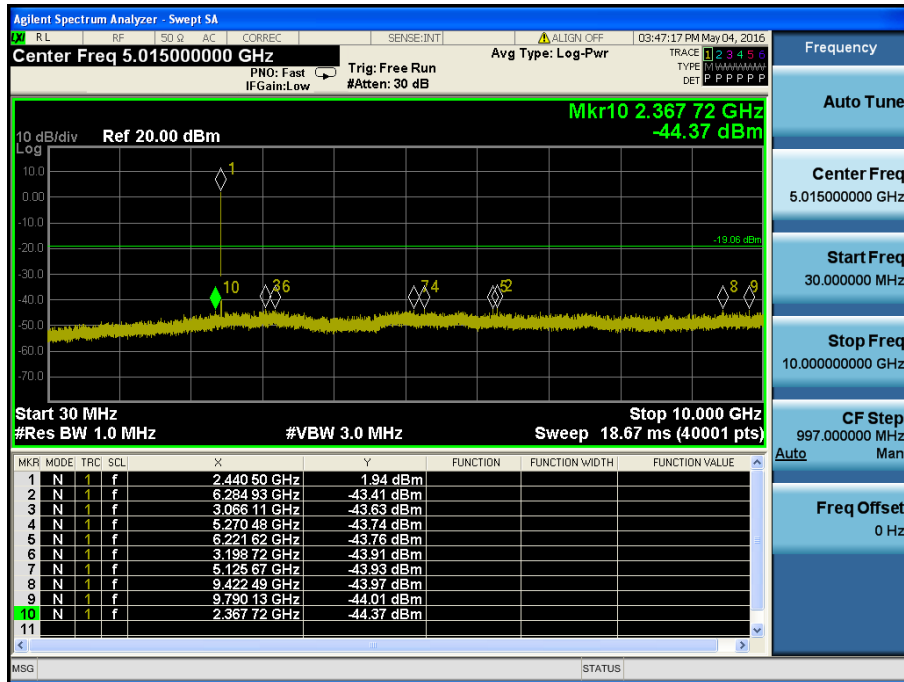 Agilent Spectrum Analyzer - Swept SA
LXI RL RF 50 Ω AC CORREC SENSE:INT ALIGN OFF 03:47:17 PM May 04, 2016
Center Freq 5.015000000 GHz
PNO: Fast
IFGain:Low
Trig: Free Run
#Atten: 30 dB
Avg Type: Log-Pwr
TRACE 1 2 3 4 5 6
TYPE MWWWWW
DET P P P P P P
Mkr10 2.367 72 GHz
-44.37 dBm
10 dB/div Ref 20.00 dBm
Log
10.0
0.00
-10.0
-20.0
-30.0
-40.0
-50.0
-60.0
-70.0
-19.06 dBm
1
10
3 6
7 4
5 2
8
9
Start 30 MHz
Stop 10.000 GHz
#Res BW 1.0 MHz
#VBW 3.0 MHz
Sweep 18.67 ms (40001 pts)
MKR MODE TRC SCL X Y FUNCTION FUNCTION WIDTH FUNCTION VALUE
1 N 1 f 2.440 50 GHz 1.94 dBm
2 N 1 f 6.284 93 GHz -43.41 dBm
3 N 1 f 3.066 11 GHz -43.63 dBm
4 N 1 f 5.270 48 GHz -43.74 dBm
5 N 1 f 6.221 62 GHz -43.76 dBm
6 N 1 f 3.198 72 GHz -43.91 dBm
7 N 1 f 5.125 67 GHz -43.93 dBm
8 N 1 f 9.422 49 GHz -43.97 dBm
9 N 1 f 9.790 13 GHz -44.01 dBm
10 N 1 f 2.367 72 GHz -44.37 dBm
11
MSG
STATUS
Frequency
Auto Tune
Center Freq
5.015000000 GHz
Start Freq
30.000000 MHz
Stop Freq
10.000000000 GHz
CF Step
997.000000 MHz
Auto Man
Freq Offset
0 Hz